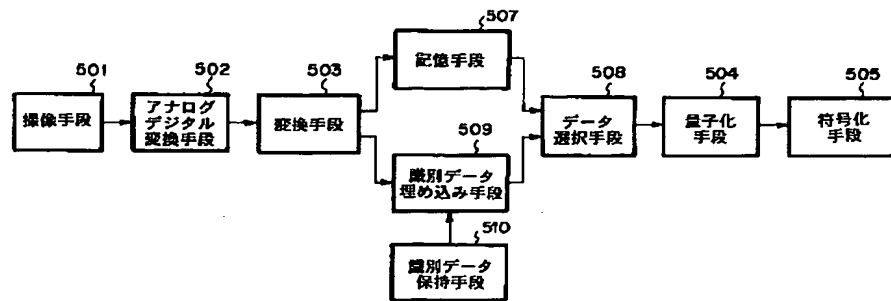 507
記憶手段
501
撮像手段
502
アナログ
デジタル
変換手段
503
変換手段
508
データ
選択手段
504
量子化
手段
505
符号化
手段
509
識別データ
埋め込み手段
510
識別データ
保持手段